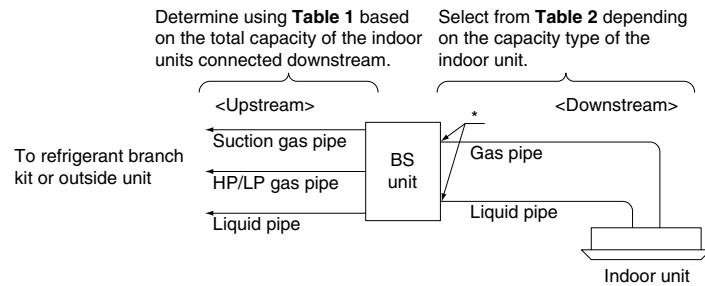 Determine using Table 1 based
on the total capacity of the indoor
units connected downstream.
Select from Table 2 depending
on the capacity type of the
indoor unit.
<Upstream>
<Downstream>
*
To refrigerant branch
kit or outside unit
Suction gas pipe
HP/LP gas pipe
Liquid pipe
BS
unit
Gas pipe
Liquid pipe
Indoor unit